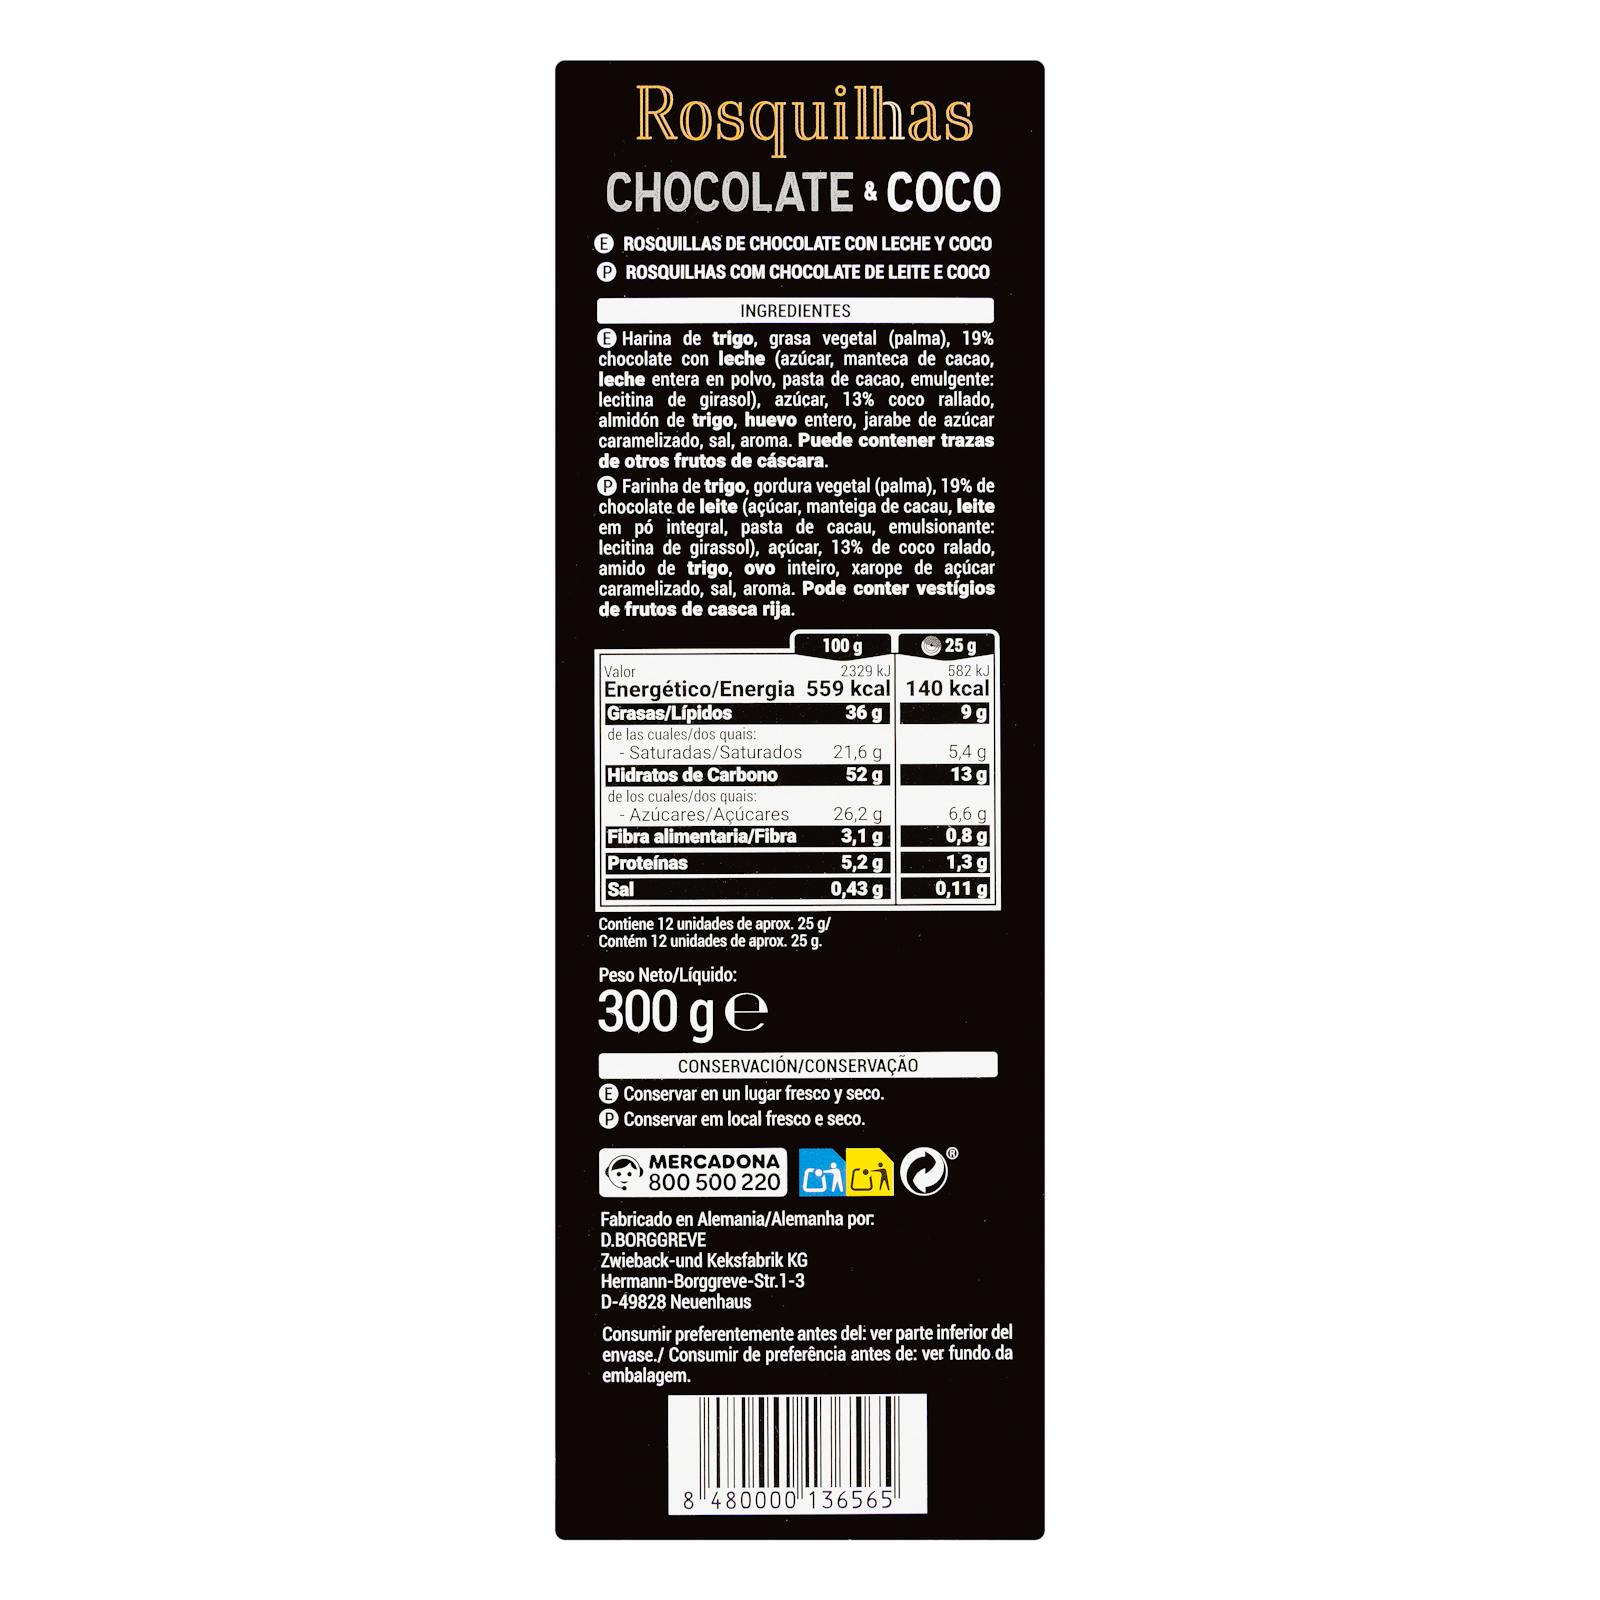 Rosquilhas
CHOCOLATE & COCO
E ROSQUILLAS DE CHOCOLATE CON LECHE Y COCO
P ROSQUILHAS COM CHOCOLATE DE LEITE E COCO
INGREDIENTES
E Harina de trigo, grasa vegetal (palma), 19%
chocolate con leche (azúcar, manteca de cacao,
leche entera en polvo, pasta de cacao, emulgente:
lecitina de girasol), azúcar, 13% coco rallado,
almidón de trigo, huevo entero, jarabe de azúcar
caramelizado, sal, aroma. Puede contener trazas
de otros frutos de cáscara.
P Farinha de trigo, gordura vegetal (palma), 19% de
chocolate de leite (açúcar, manteiga de cacau, leite
em pó integral, pasta de cacau, emulsionante:
lecitina de girassol), açúcar, 13% de coco ralado,
amido de trigo, ovo inteiro, xarope de açúcar
caramelizado, sal, aroma. Pode conter vestígios
de frutos de casca rija.
100 g 25 g
Valor 2329 kJ 582 kJ
Energético/Energia 559 kcal 140 kcal
Grasas/Lípidos 36 g 9 g
de las cuales/dos quais:
- Saturadas/Saturados 21,6 g 5,4 g
Hidratos de Carbono 52 g 13 g
de los cuales/dos quais:
- Azúcares/Açúcares 26,2 g 6,6 g
Fibra alimentaria/Fibra 3,1 g 0,8 g
Proteínas 5,2 g 1,3 g
Sal 0,43 g 0,11 g
Contiene 12 unidades de aprox. 25 g/
Contém 12 unidades de aprox. 25 g.
Peso Neto/Líquido:
300 g e
CONSERVACIÓN/CONSERVAÇÃO
E Conservar en un lugar fresco y seco.
P Conservar em local fresco e seco.
MERCADONA
800 500 220
®
Fabricado en Alemania/Alemanha por:
D.BORGGREVE
Zwieback-und Keksfabrik KG
Hermann-Borggreve-Str.1-3
D-49828 Neuenhaus
Consumir preferentemente antes del: ver parte inferior del
envase./ Consumir de preferência antes de: ver fundo da
embalagem.
8 480000 136565